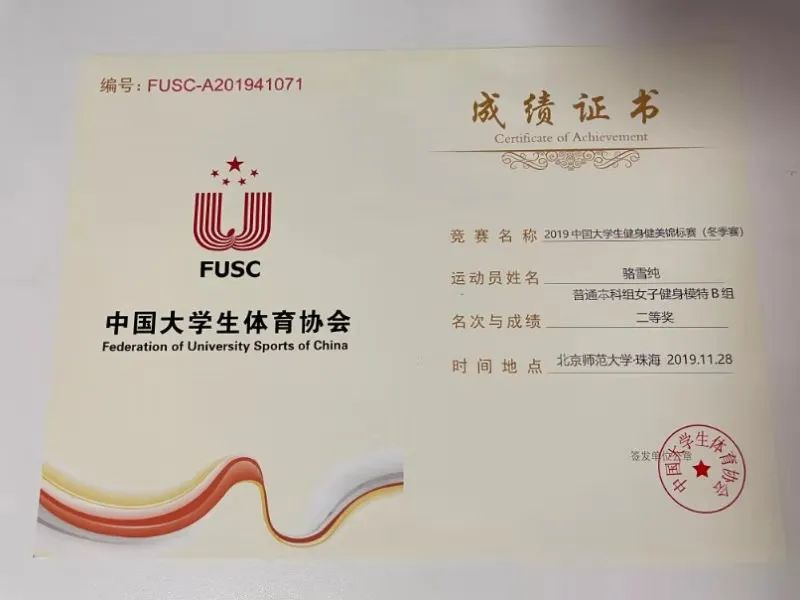 编号：FUSC-A201941071
FUSC
中国大学生体育协会
Federation of University Sports of China
成绩证书
Certificate of Achievement
竞赛名称 2019中国大学生健身健美锦标赛（冬季赛）
运动员姓名 骆雪纯
普通本科组女子健身模特B组
名次与成绩 二等奖
时间地点 北京师范大学·珠海 2019.11.28
签发单位公章
中国大学生体育协会